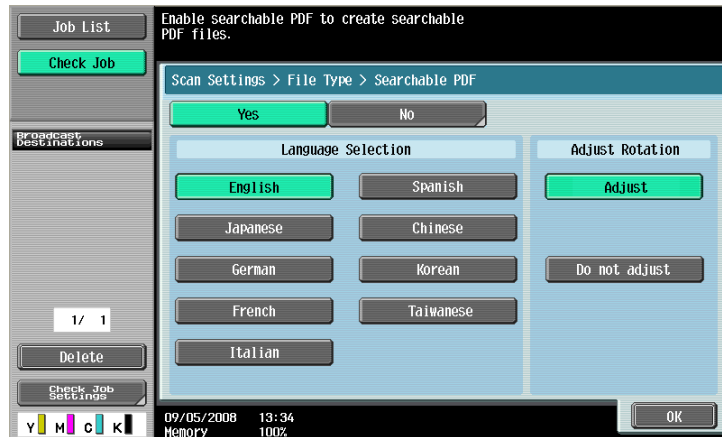 Job List
Check Job
Broadcast
Destinations
1/ 1
Delete
Check Job
Settings
Y M C K
Enable searchable PDF to create searchable
PDF files.
Scan Settings > File Type > Searchable PDF
Yes No
Language Selection
English Spanish
Japanese Chinese
German Korean
French Taiwanese
Italian
Adjust Rotation
Adjust
Do not adjust
09/05/2008 13:34
Memory 100%
OK